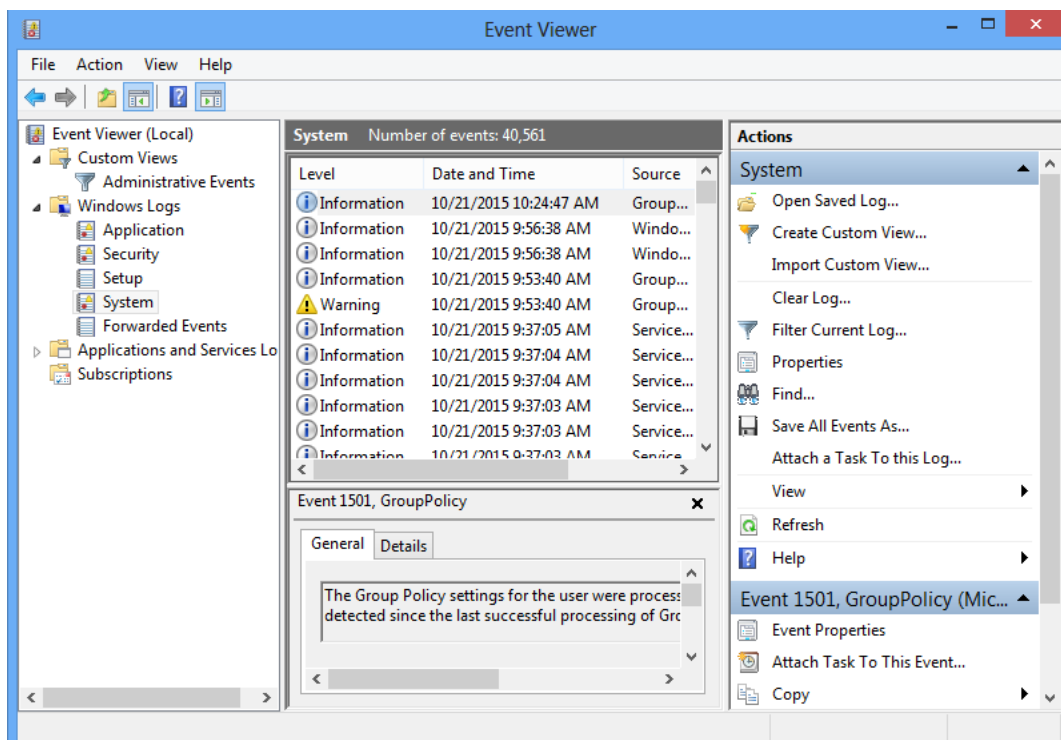 Event Viewer
File Action View Help
Event Viewer (Local)
Custom Views
Administrative Events
Windows Logs
Application
Security
Setup
System
Forwarded Events
Applications and Services Lo
Subscriptions
System Number of events: 40,561
Level Date and Time Source
Information 10/21/2015 10:24:47 AM Group...
Information 10/21/2015 9:56:38 AM Windo...
Information 10/21/2015 9:56:38 AM Windo...
Information 10/21/2015 9:53:40 AM Group...
Warning 10/21/2015 9:53:40 AM Group...
Information 10/21/2015 9:37:05 AM Service...
Information 10/21/2015 9:37:04 AM Service...
Information 10/21/2015 9:37:04 AM Service...
Information 10/21/2015 9:37:03 AM Service...
Information 10/21/2015 9:37:03 AM Service...
Information 10/21/2015 9:37:03 AM Service
Event 1501, GroupPolicy
General Details
The Group Policy settings for the user were process
detected since the last successful processing of Gro
Actions
System
Open Saved Log...
Create Custom View...
Import Custom View...
Clear Log...
Filter Current Log...
Properties
Find...
Save All Events As...
Attach a Task To this Log...
View
Refresh
Help
Event 1501, GroupPolicy (Mic...
Event Properties
Attach Task To This Event...
Copy